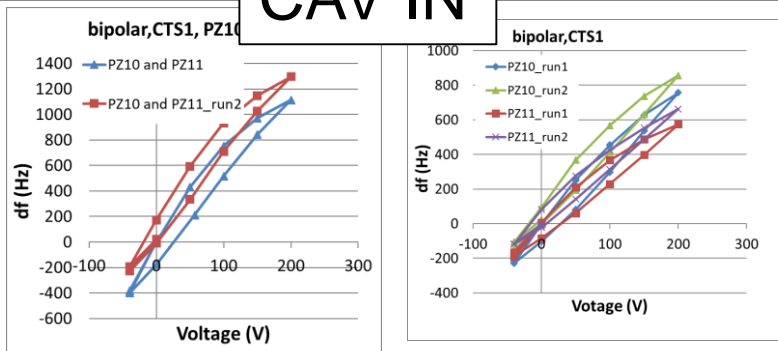 CAV IN
bipolar,CTS1, PZ10
1400
1200
1000
800
600
400
200
0
-200
-400
-600
-100
0
100
200
300
PZ10 and PZ11
PZ10 and PZ11_run2
df (Hz)
Voltage (V)
bipolar,CTS1
1000
800
600
400
200
0
-200
-400
-100
0
100
200
300
PZ10_run1
PZ10_run2
PZ11_run1
PZ11_run2
df (Hz)
Votage (V)